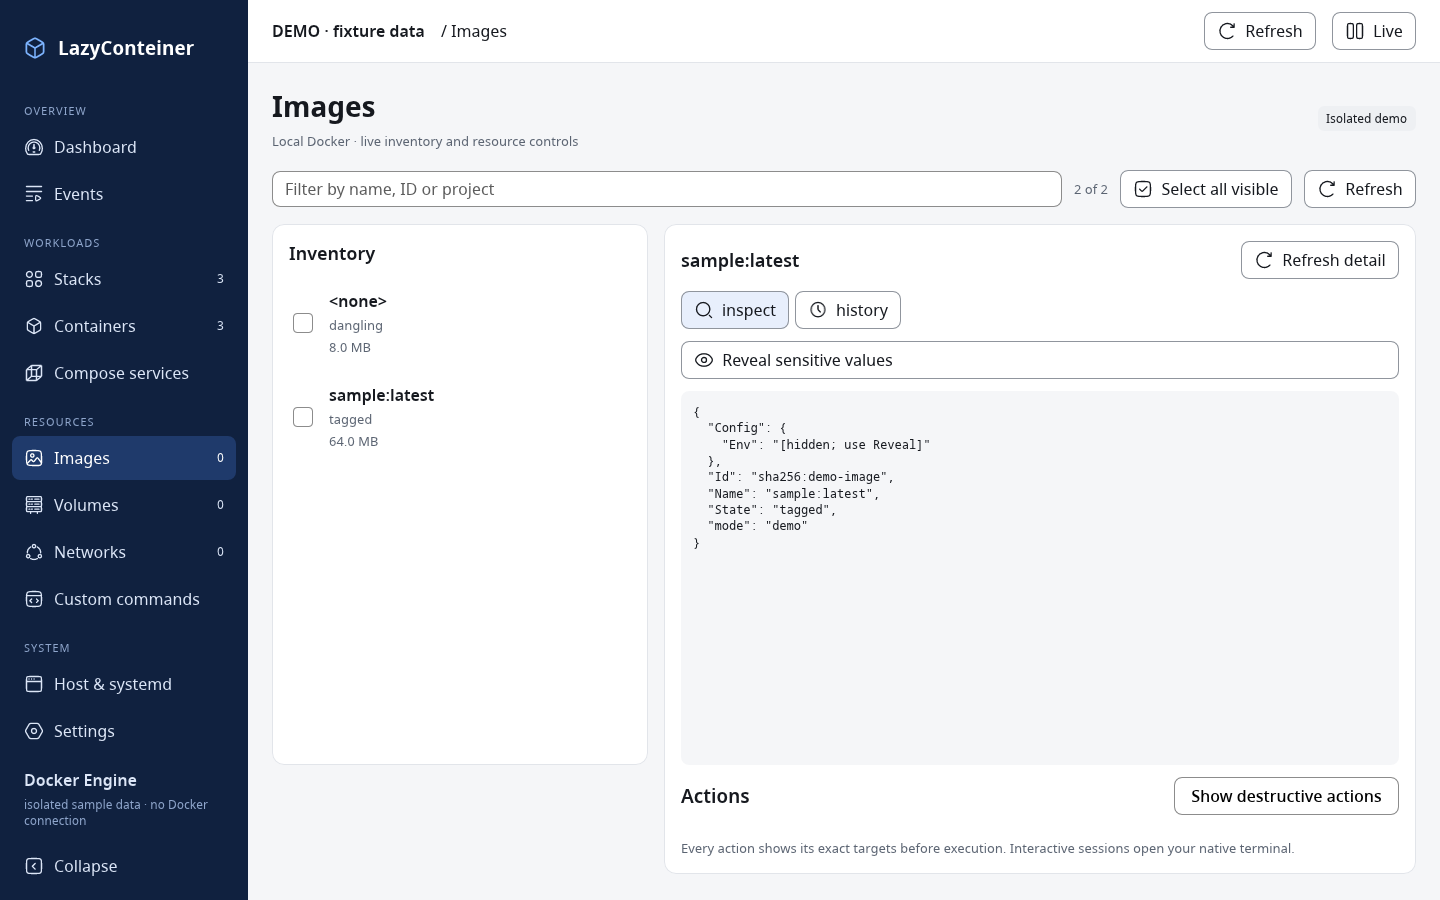 LazyConteiner
OVERVIEW
Dashboard
Events
WORKLOADS
Stacks 3
Containers 3
Compose services
RESOURCES
Images 0
Volumes 0
Networks 0
Custom commands
SYSTEM
Host & systemd
Settings
Docker Engine
isolated sample data · no Docker
connection
Collapse
DEMO · fixture data / Images
Refresh
Live
Images
Local Docker · live inventory and resource controls
Isolated demo
Filter by name, ID or project
2 of 2
Select all visible
Refresh
Inventory
<none>
dangling
8.0 MB
sample:latest
tagged
64.0 MB
sample:latest
Refresh detail
inspect
history
Reveal sensitive values
{
  "Config": {
    "Env": "[hidden; use Reveal]"
  },
  "Id": "sha256:demo-image",
  "Name": "sample:latest",
  "State": "tagged",
  "mode": "demo"
}
Actions
Show destructive actions
Every action shows its exact targets before execution. Interactive sessions open your native terminal.